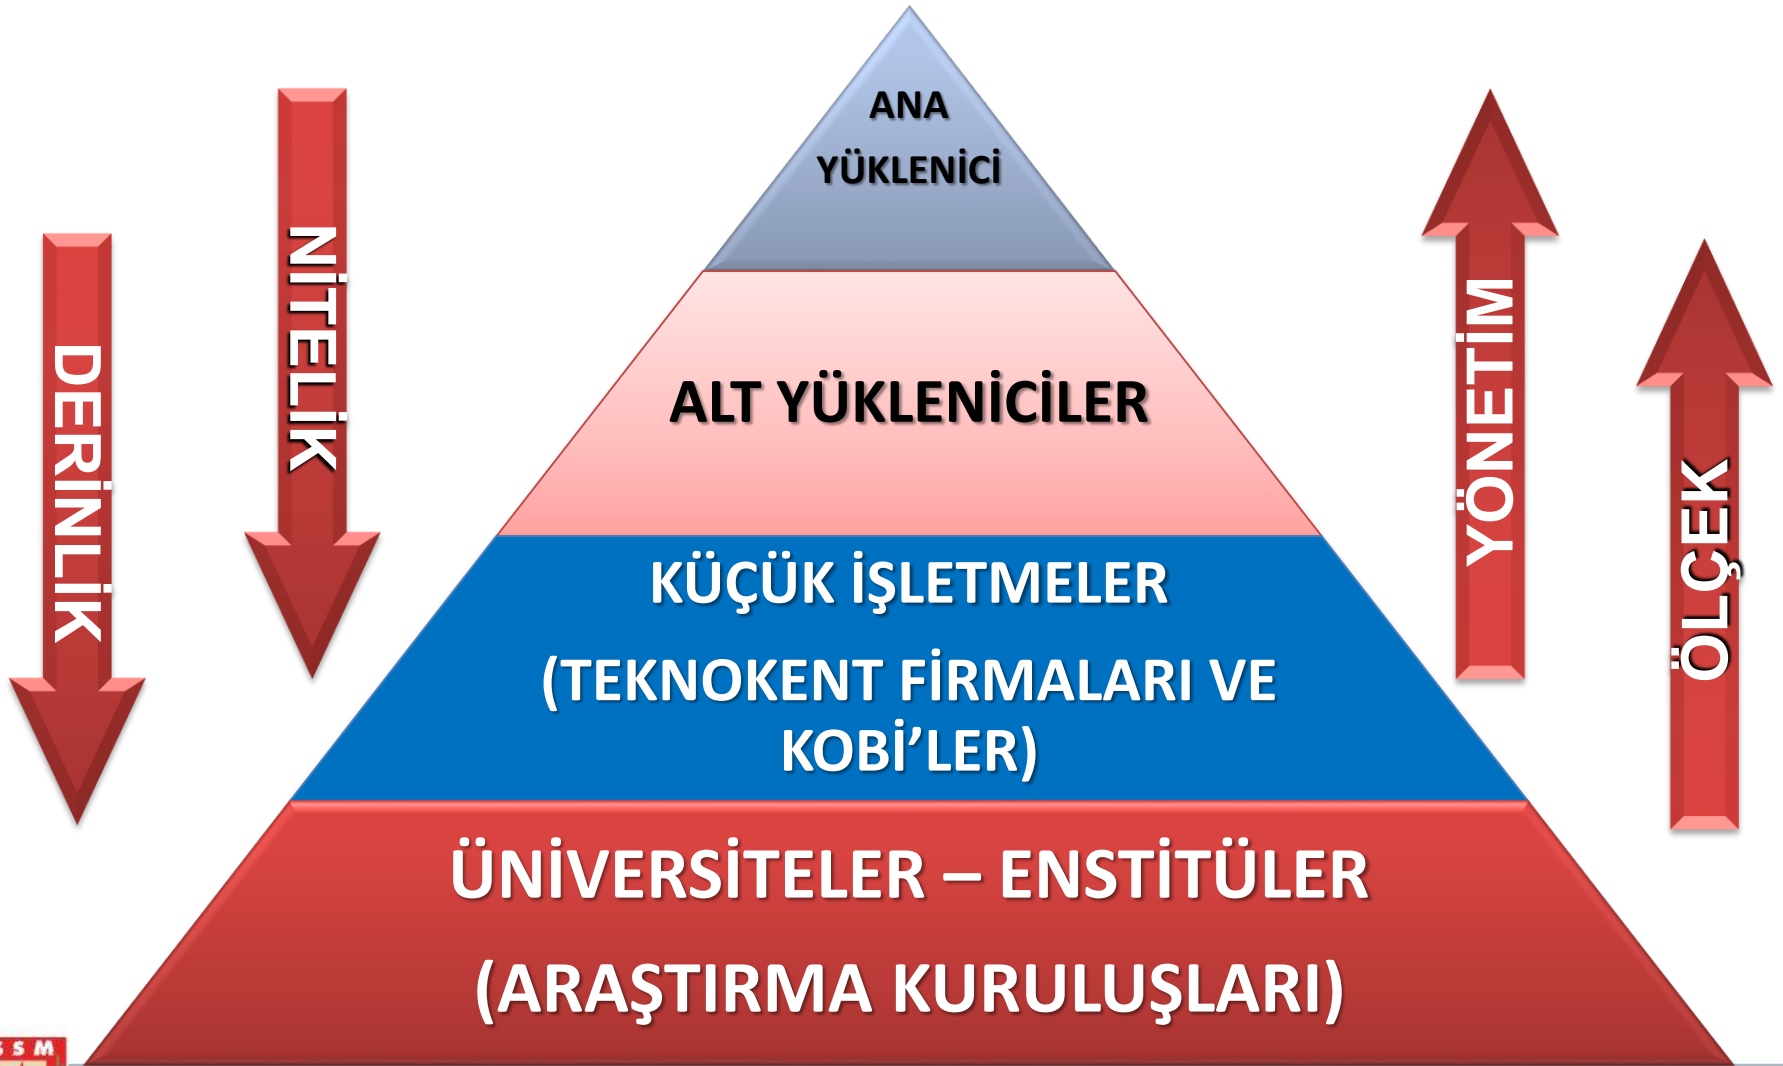 ANA
YÜKLENİCİ
ALT YÜKLENİCİLER
KÜÇÜK İŞLETMELER
(TEKNOKENT FİRMALARI VE
KOBİ’LER)
ÜNİVERSİTELER – ENSTİTÜLER
(ARAŞTIRMA KURULUŞLARI)
DERİNLİK
NİTELİK
YÖNETİM
ÖLÇEK
SSM